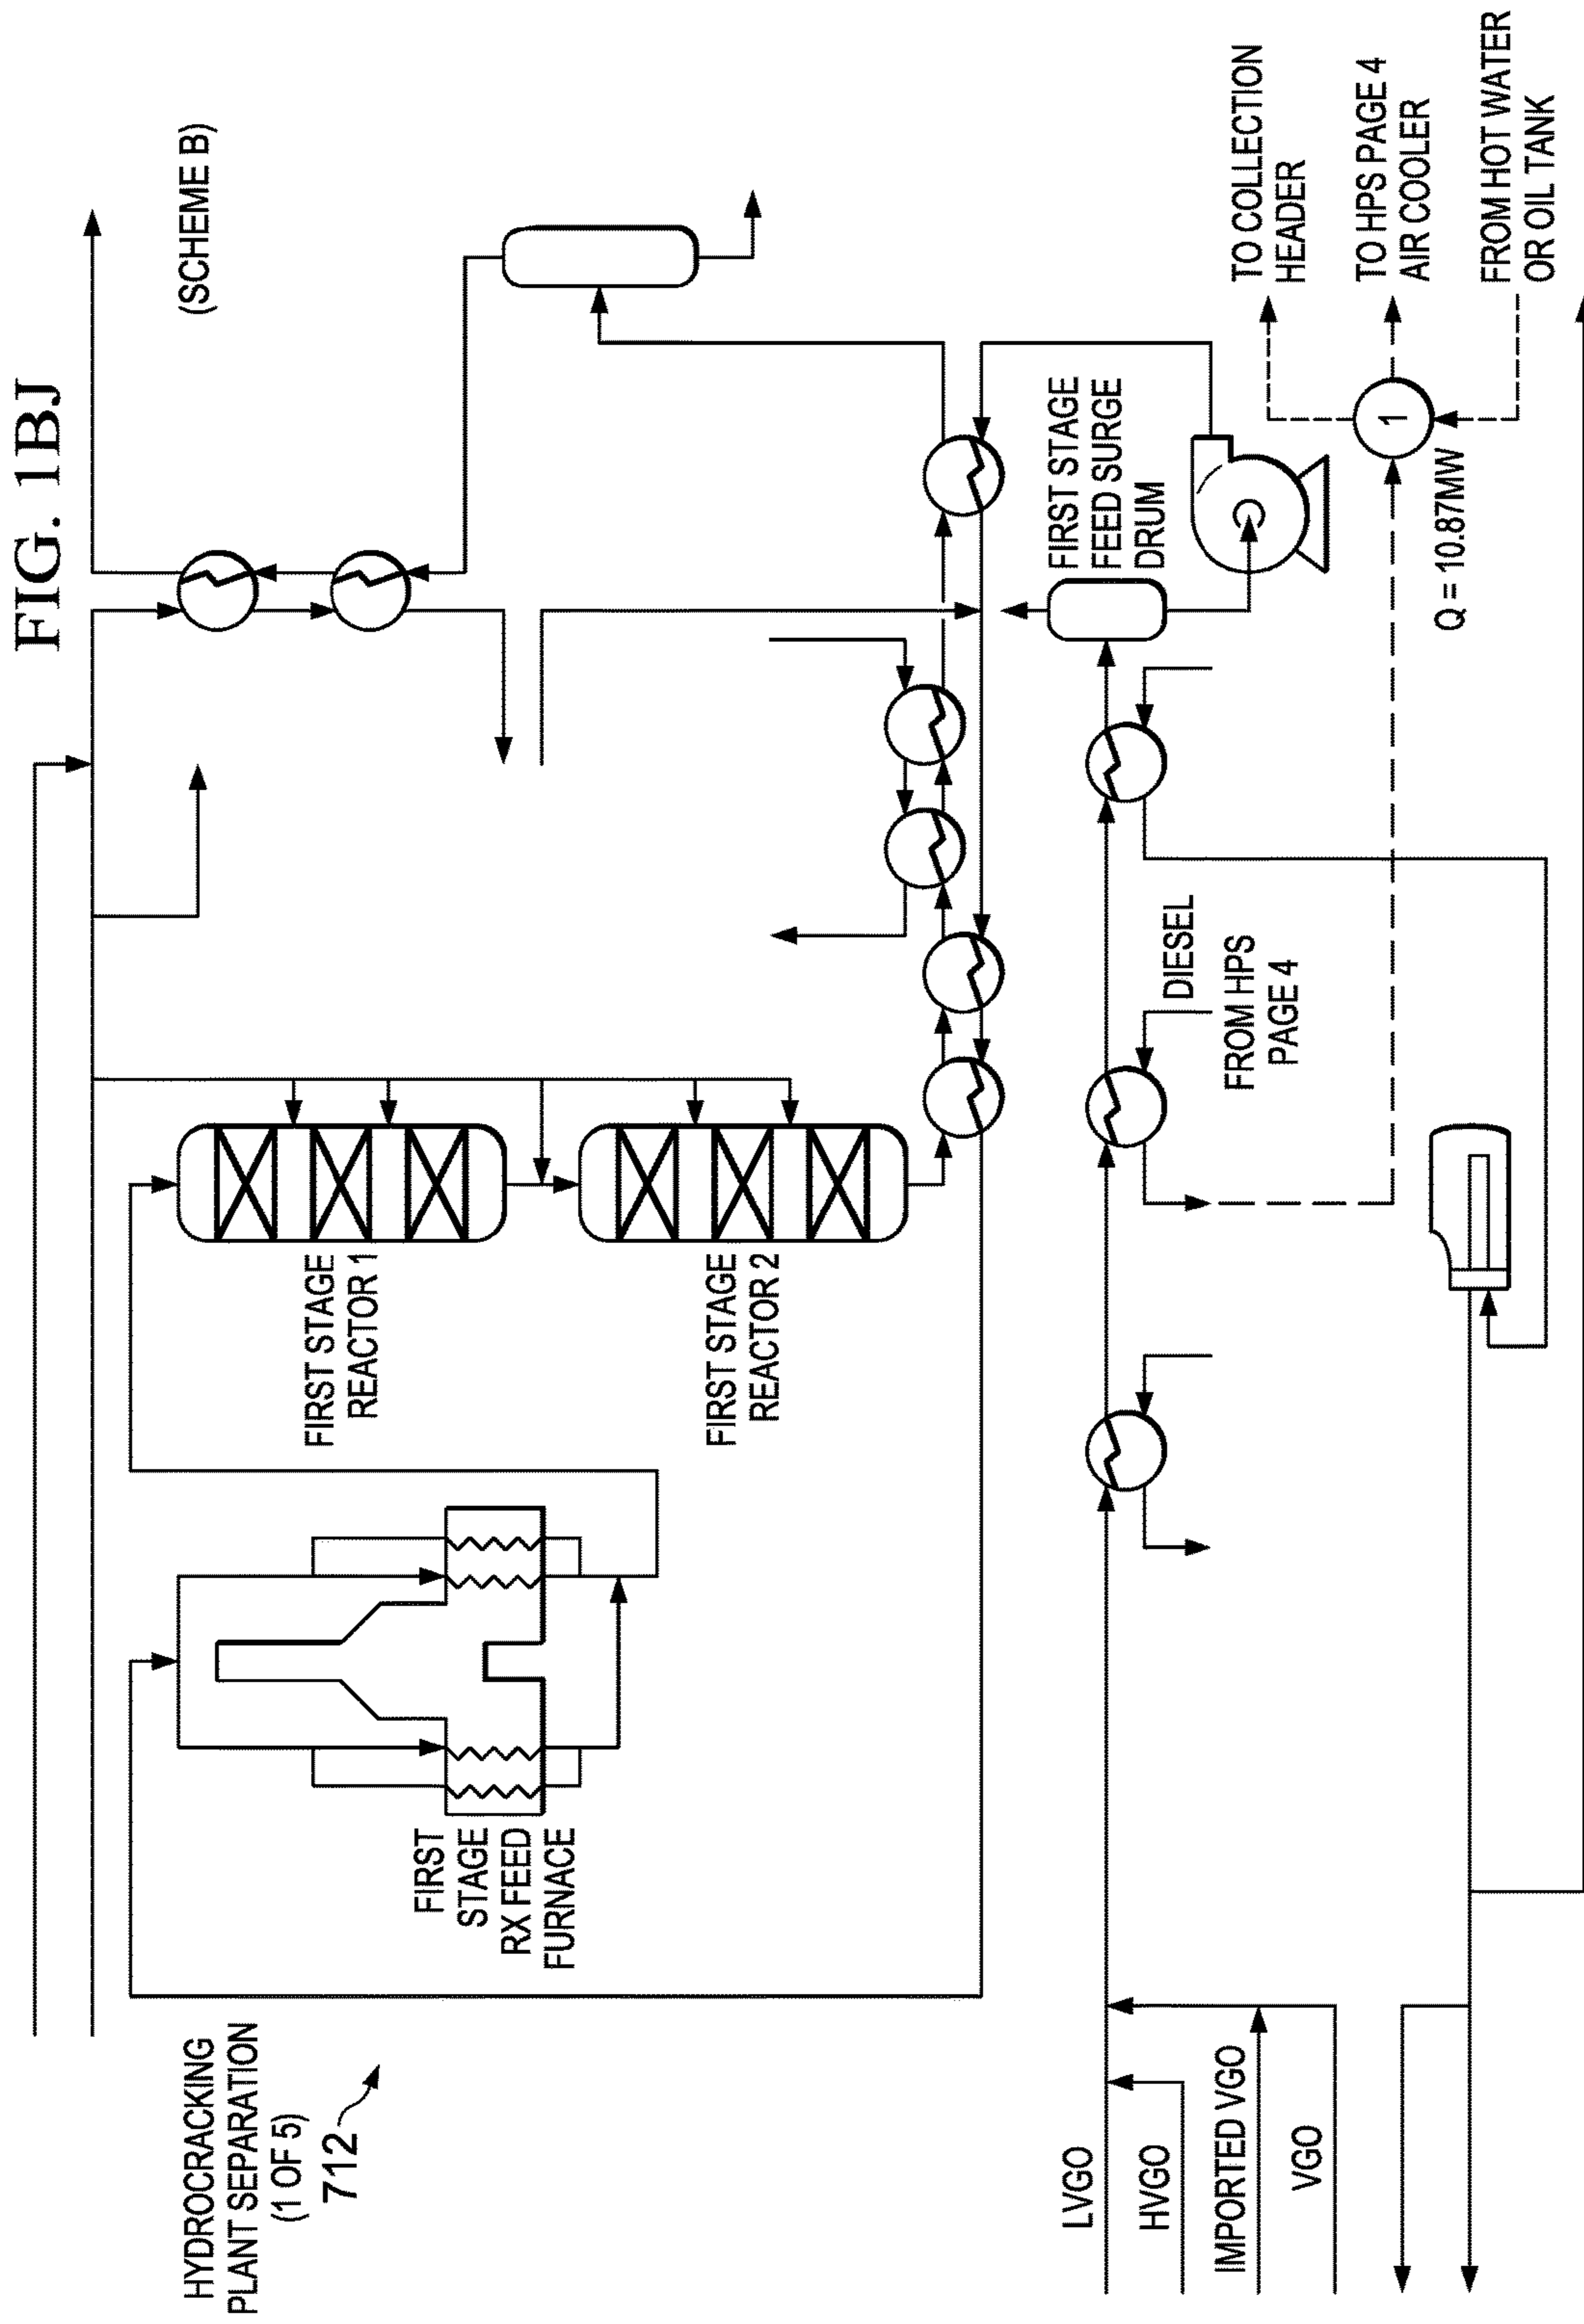 FIG. 1BJ
(SCHEME B)
HYDROCRACKING
PLANT SEPARATION
(1 OF 5)
712
FIRST
STAGE
RX FEED
FURNACE
FIRST STAGE
REACTOR 1
FIRST STAGE
REACTOR 2
FIRST STAGE
FEED SURGE
DRUM
LVGO
HVGO
IMPORTED VGO
VGO
DIESEL
FROM HPS
PAGE 4
Q = 10.87MW
1
TO COLLECTION
HEADER
TO HPS PAGE 4
AIR COOLER
FROM HOT WATER
OR OIL TANK